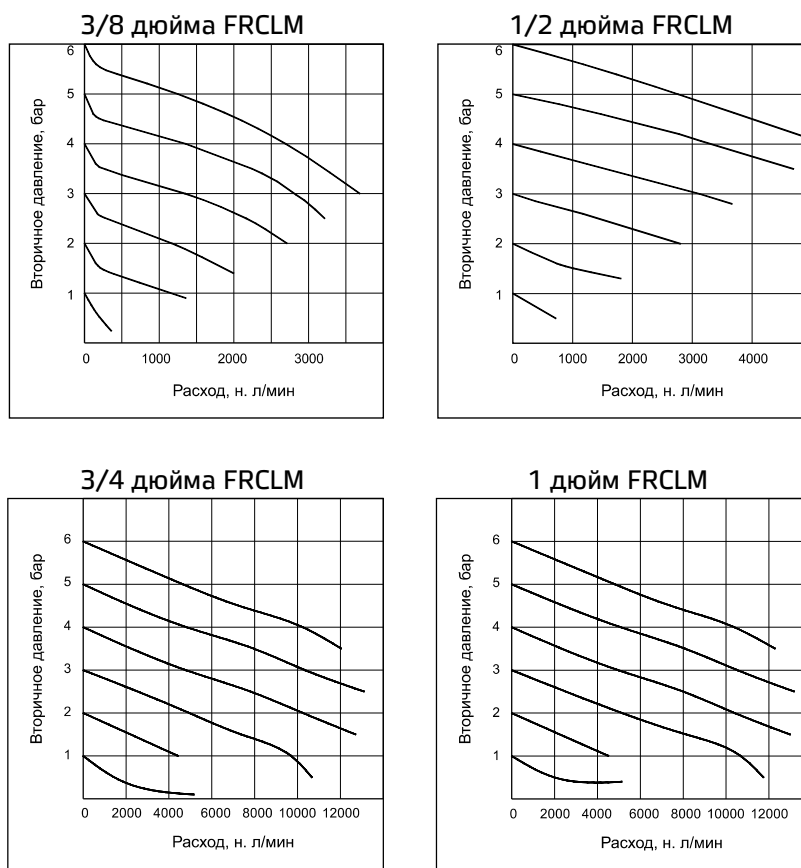 3/8 дюйма FRCLM
6
5
4
3
2
1
Вторичное давление, бар
0 1000 2000 3000
Расход, н. л/мин
1/2 дюйма FRCLM
6
5
4
3
2
1
Вторичное давление, бар
0 1000 2000 3000 4000
Расход, н. л/мин
3/4 дюйма FRCLM
6
5
4
3
2
1
Вторичное давление, бар
0 2000 4000 6000 8000 10000 12000
Расход, н. л/мин
1 дюйм FRCLM
6
5
4
3
2
1
Вторичное давление, бар
0 2000 4000 6000 8000 10000 12000
Расход, н. л/мин